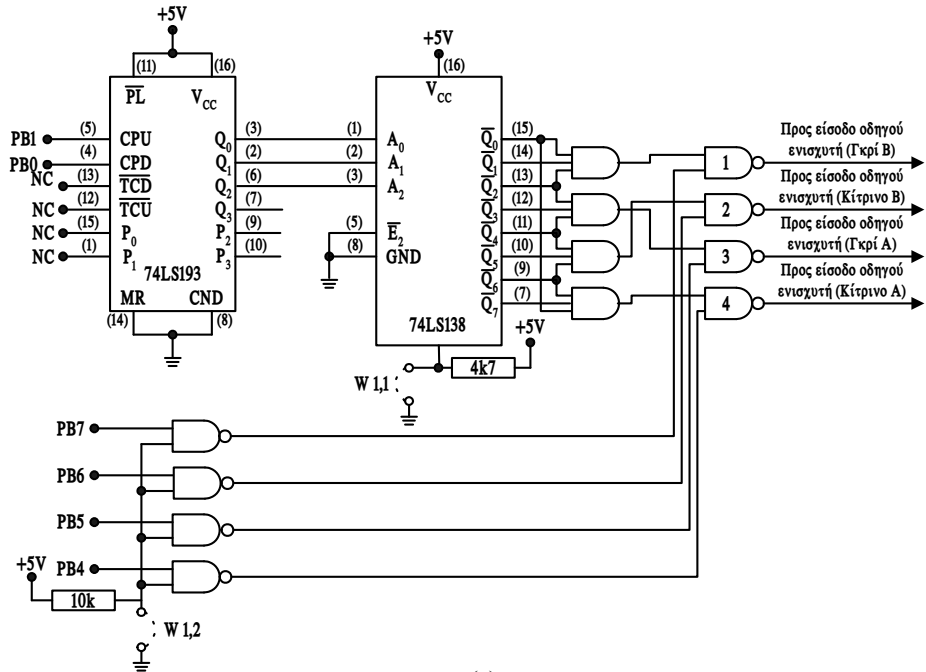 +5V
(11)
(16)
PL
VCC
PB1
(5)
CPU
Q0
(3)
PB0
(4)
CPD
Q1
(2)
NC
(13)
TCD
Q2
(6)
NC
(12)
TCU
Q3
(7)
NC
(15)
P0
P2
(9)
NC
(1)
P1
P3
(10)
74LS193
MR
CND
(14)
(8)
+5V
(16)
VCC
(1)
A0
Q0
(15)
(2)
A1
Q1
(14)
(3)
A2
Q2
(13)
Q3
(12)
(5)
E2
Q4
(11)
(8)
GND
Q5
(10)
Q6
(9)
Q7
(7)
74LS138
+5V
4k7
W 1,1
1
2
3
4
Προς είσοδο οδηγού
ενισχυτή (Γκρί Β)
Προς είσοδο οδηγού
ενισχυτή (Κίτρινο Β)
Προς είσοδο οδηγού
ενισχυτή (Γκρί Α)
Προς είσοδο οδηγού
ενισχυτή (Κίτρινο Α)
PB7
PB6
PB5
PB4
+5V
10k
W 1,2